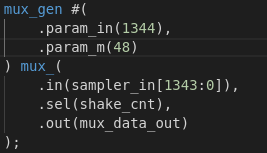 mux_gen #(
    .param_in(1344),
    .param_m(48)
) mux_(
    .in(sampler_in[1343:0]),
    .sel(shake_cnt),
    .out(mux_data_out)
);